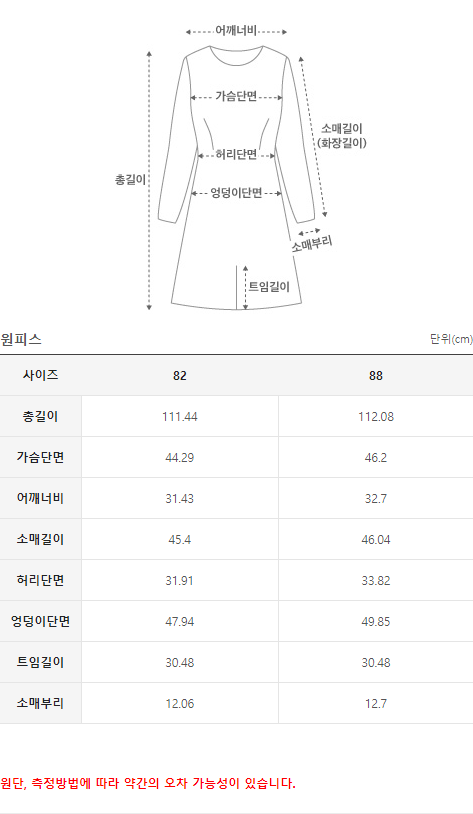 어깨너비
가슴단면
소매길이
(화장길이)
허리단면
총길이
엉덩이단면
소매부리
트임길이
원피스 단위(cm)
사이즈 82 88
총길이 111.44 112.08
가슴단면 44.29 46.2
어깨너비 31.43 32.7
소매길이 45.4 46.04
허리단면 31.91 33.82
엉덩이단면 47.94 49.85
트임길이 30.48 30.48
소매부리 12.06 12.7
원단, 측정방법에 따라 약간의 오차 가능성이 있습니다.